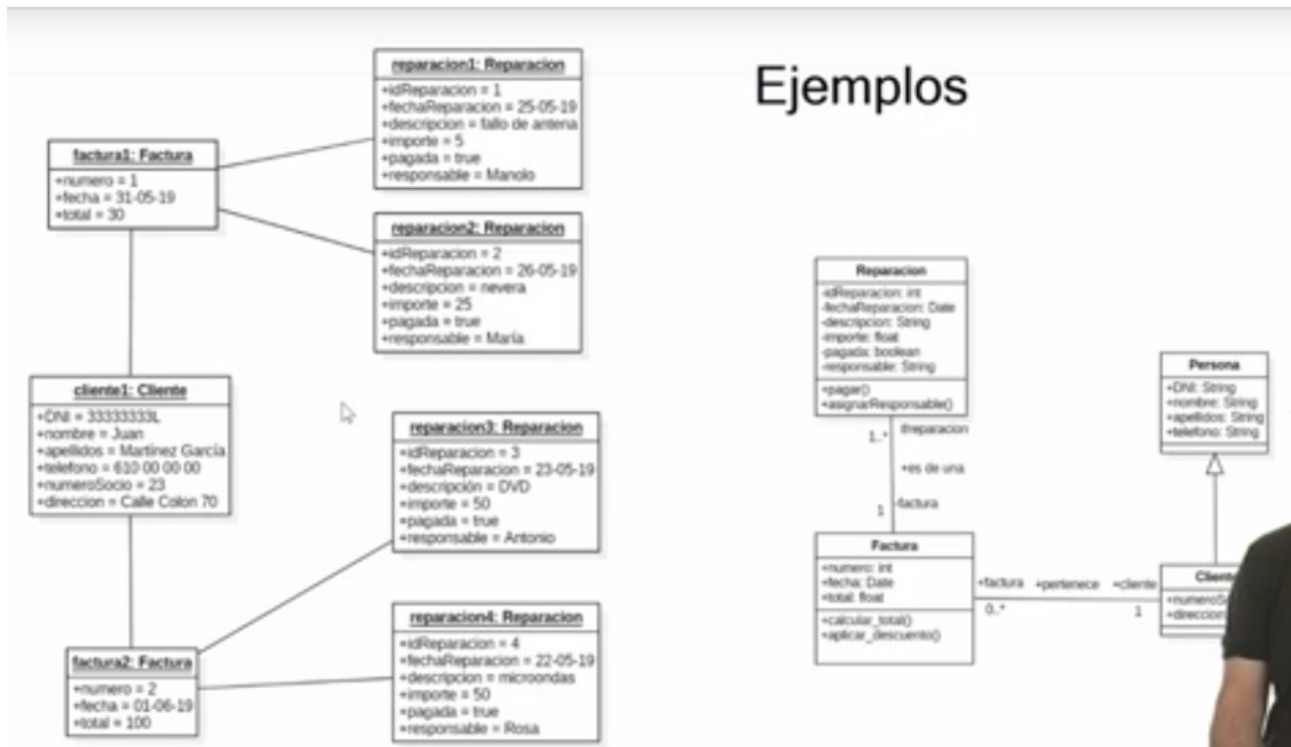 Ejemplos
reparacion1: Reparacion
+idReparacion = 1
+fechaReparacion = 25-05-19
+descripcion = fallo de antena
+importe = 5
+pagada = true
+responsable = Manolo
factura1: Factura
+numero = 1
+fecha = 31-05-19
+total = 30
reparacion2: Reparacion
+idReparacion = 2
+fechaReparacion = 26-05-19
+descripcion = nevera
+importe = 25
+pagada = true
+responsable = María
cliente1: Cliente
+DNI = 33333333L
+nombre = Juan
+apellidos = Martínez García
+telefono = 610 00 00 00
+numeroSocio = 23
+direccion = Calle Colon 70
reparacion3: Reparacion
+idReparacion = 3
+fechaReparacion = 23-05-19
+descripción = DVD
+importe = 50
+pagada = true
+responsable = Antonio
factura2: Factura
+numero = 2
+fecha = 01-06-19
+total = 100
reparacion4: Reparacion
+idReparacion = 4
+fechaReparacion = 22-05-19
+descripcion = microondas
+importe = 50
+pagada = true
+responsable = Rosa
Reparacion
-idReparacion: int
-fechaReparacion: Date
-descripcion: String
-importe: float
-pagada: boolean
-responsable: String
+pagar()
+asignarResponsable()
1..*
#reparacion
+es de una
1
-factura
Factura
+numero: int
+fecha: Date
+total: float
+calcular_total()
+aplicar_descuento()
+factura +pertenece +cliente
0..* 1
Persona
+DNI: String
+nombre: String
+apellidos: String
+telefono: String
+direccion